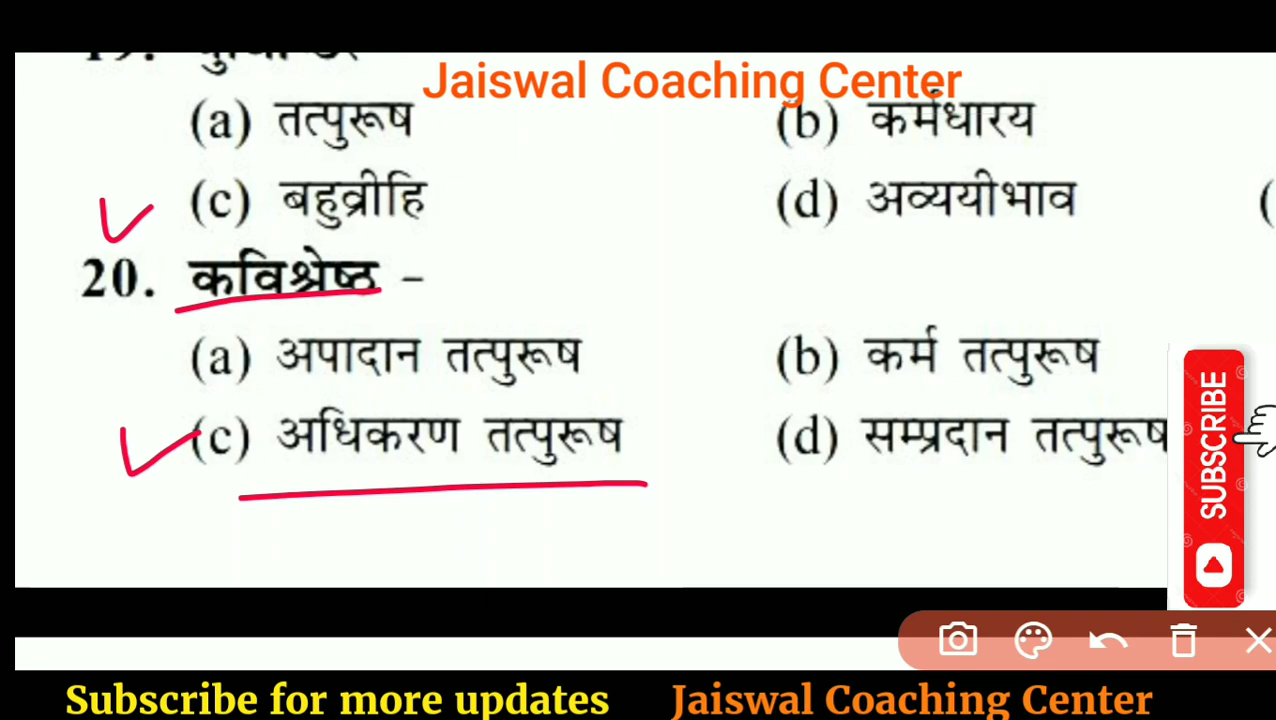 19.
Jaiswal Coaching Center
(a) तत्पुरूष (b) कर्मधारय
(c) बहुव्रीहि (d) अव्ययीभाव (
20. कविश्रेष्ठ -
(a) अपादान तत्पुरूष (b) कर्म तत्पुरूष
(c) अधिकरण तत्पुरूष (d) सम्प्रदान तत्पुरूष
SUBSCRIBE
Subscribe for more updates Jaiswal Coaching Center